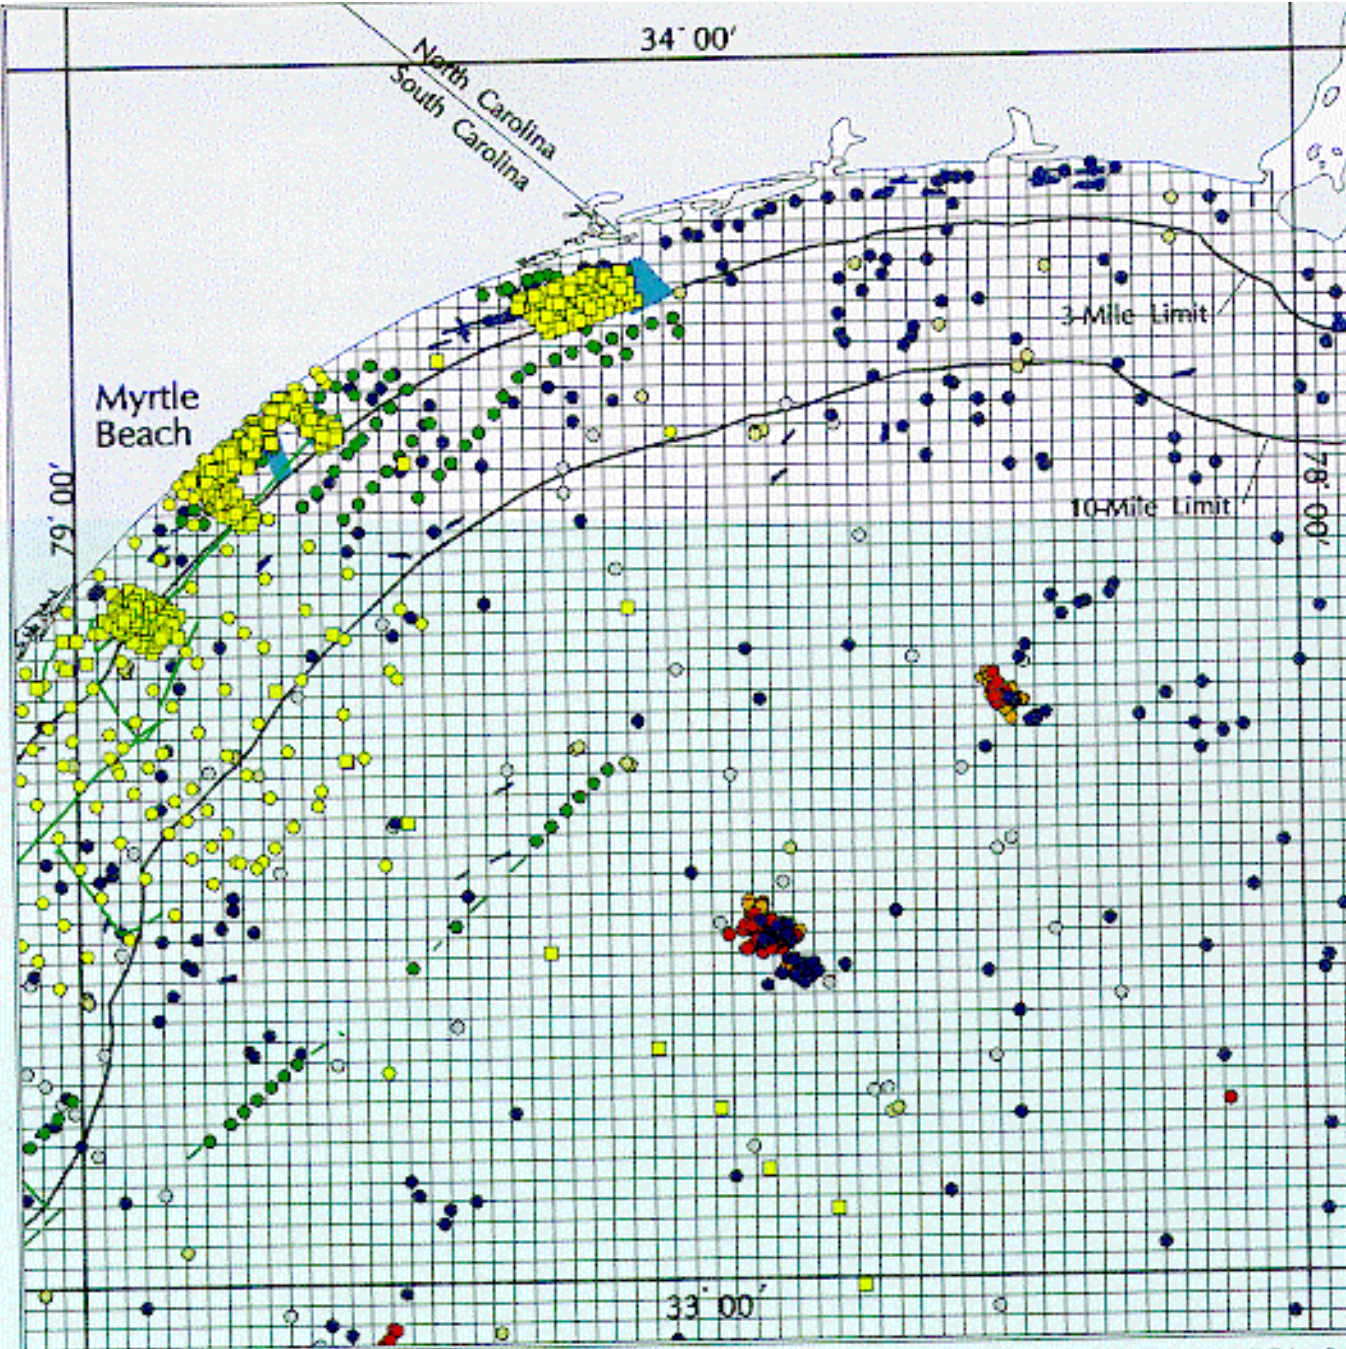 34° 00′
North Carolina
South Carolina
3-Mile Limit
Myrtle
Beach
79° 00′
78° 00′
10-Mile Limit
33° 00′